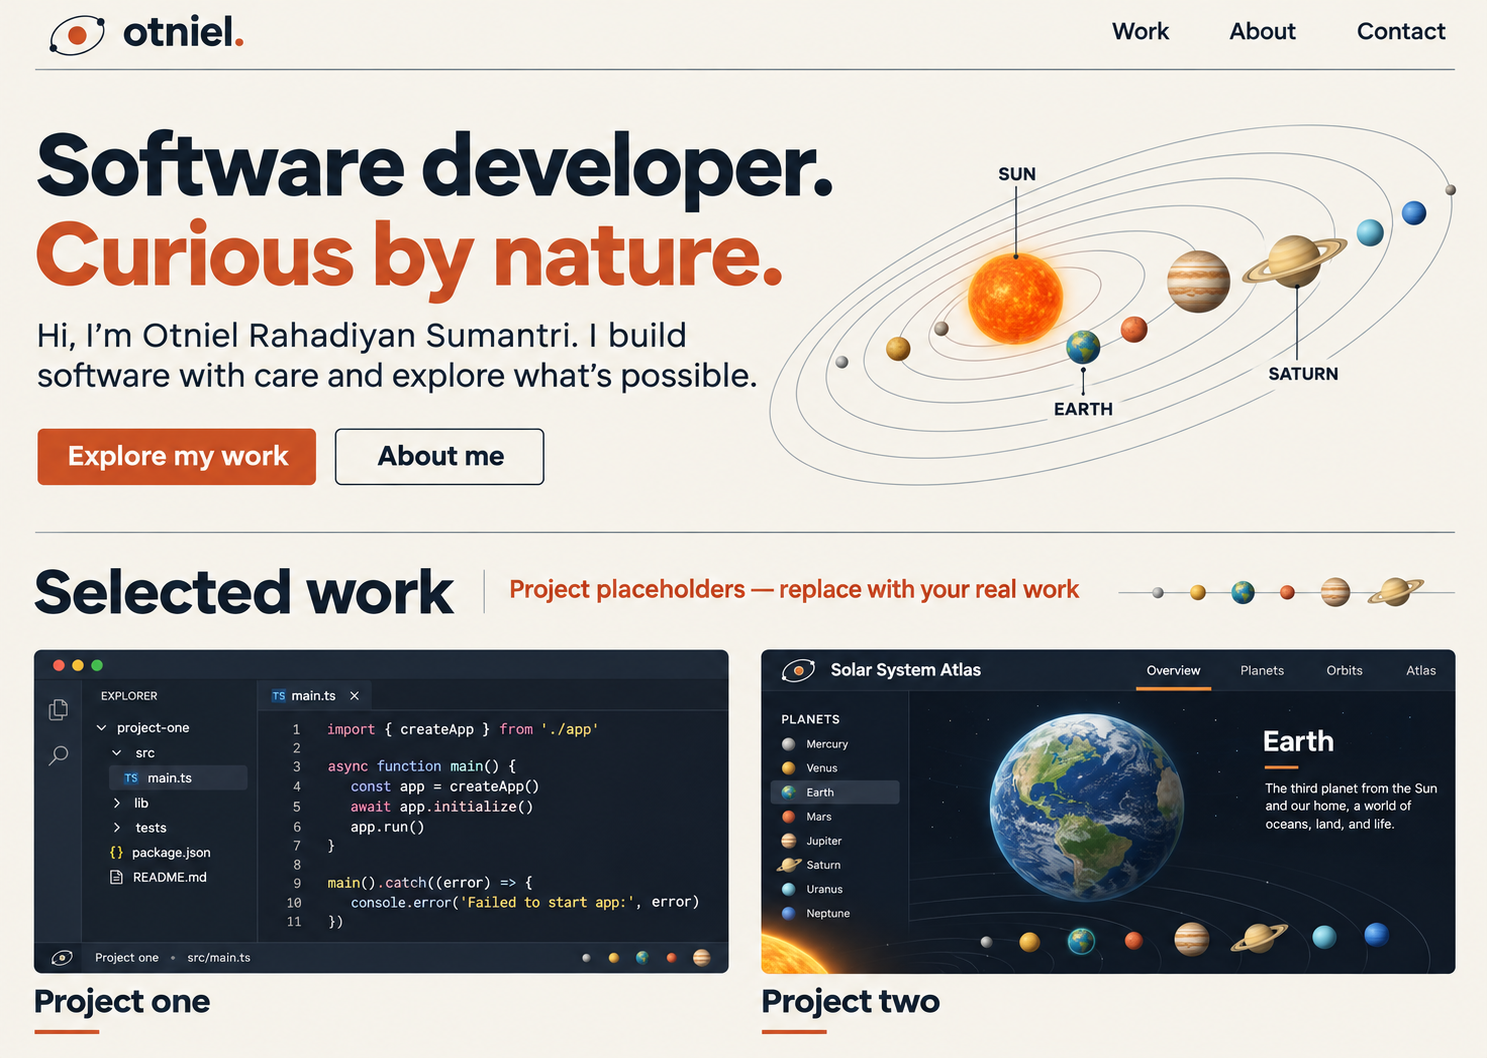 otniel.
Work
About
Contact
Software developer.
Curious by nature.
Hi, I’m Otniel Rahadiyan Sumantri. I build
software with care and explore what’s possible.
Explore my work
About me
SUN
EARTH
SATURN
Selected work
Project placeholders — replace with your real work
EXPLORER
project-one
src
TS main.ts
lib
tests
{} package.json
README.md
TS main.ts ×
1 import { createApp } from './app'
2
3 async function main() {
4 const app = createApp()
5 await app.initialize()
6 app.run()
7 }
8
9 main().catch((error) => {
10 console.error('Failed to start app:', error)
11 })
Project one • src/main.ts
Project one
Solar System Atlas
Overview
Planets
Orbits
Atlas
PLANETS
Mercury
Venus
Earth
Mars
Jupiter
Saturn
Uranus
Neptune
Earth
The third planet from the Sun
and our home, a world of
oceans, land, and life.
Project two